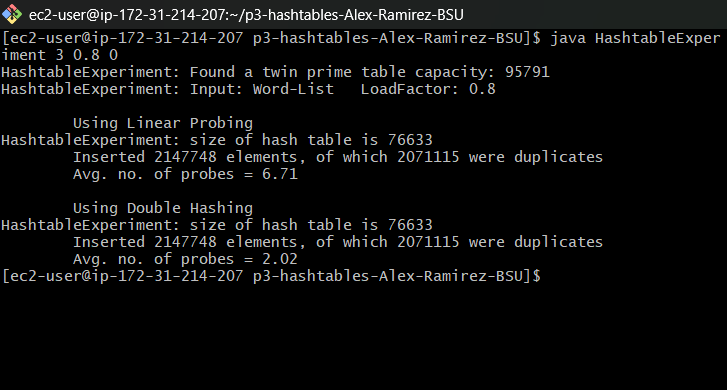 ec2-user@ip-172-31-214-207:~/p3-hashtables-Alex-Ramirez-BSU
[ec2-user@ip-172-31-214-207 p3-hashtables-Alex-Ramirez-BSU]$ java HashtableExper
iment 3 0.8 0
HashtableExperiment: Found a twin prime table capacity: 95791
HashtableExperiment: Input: Word-List   LoadFactor: 0.8

        Using Linear Probing
HashtableExperiment: size of hash table is 76633
        Inserted 2147748 elements, of which 2071115 were duplicates
        Avg. no. of probes = 6.71

        Using Double Hashing
HashtableExperiment: size of hash table is 76633
        Inserted 2147748 elements, of which 2071115 were duplicates
        Avg. no. of probes = 2.02
[ec2-user@ip-172-31-214-207 p3-hashtables-Alex-Ramirez-BSU]$